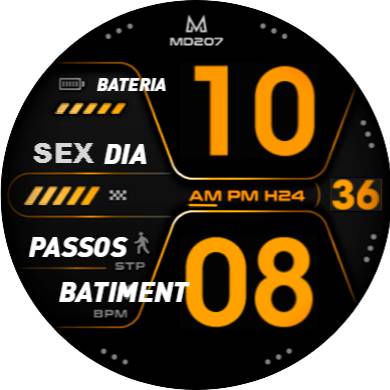 MD207
BATERIA
10
SEX DIA
AM PM H24
36
PASSOS
STP
BATIMENT
08
BPM